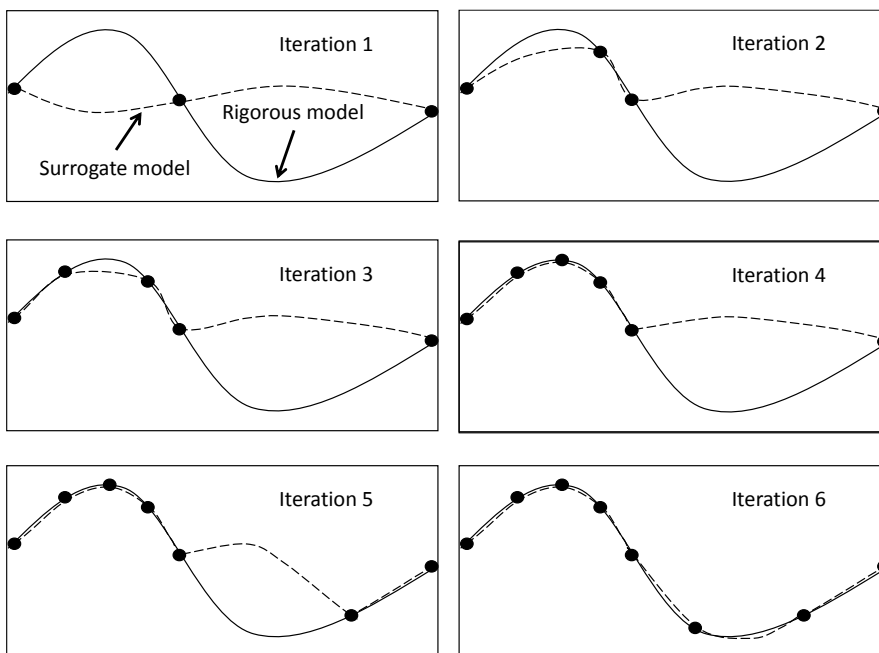 Iteration 1
Rigorous model
Surrogate model
Iteration 2
Iteration 3
Iteration 4
Iteration 5
Iteration 6